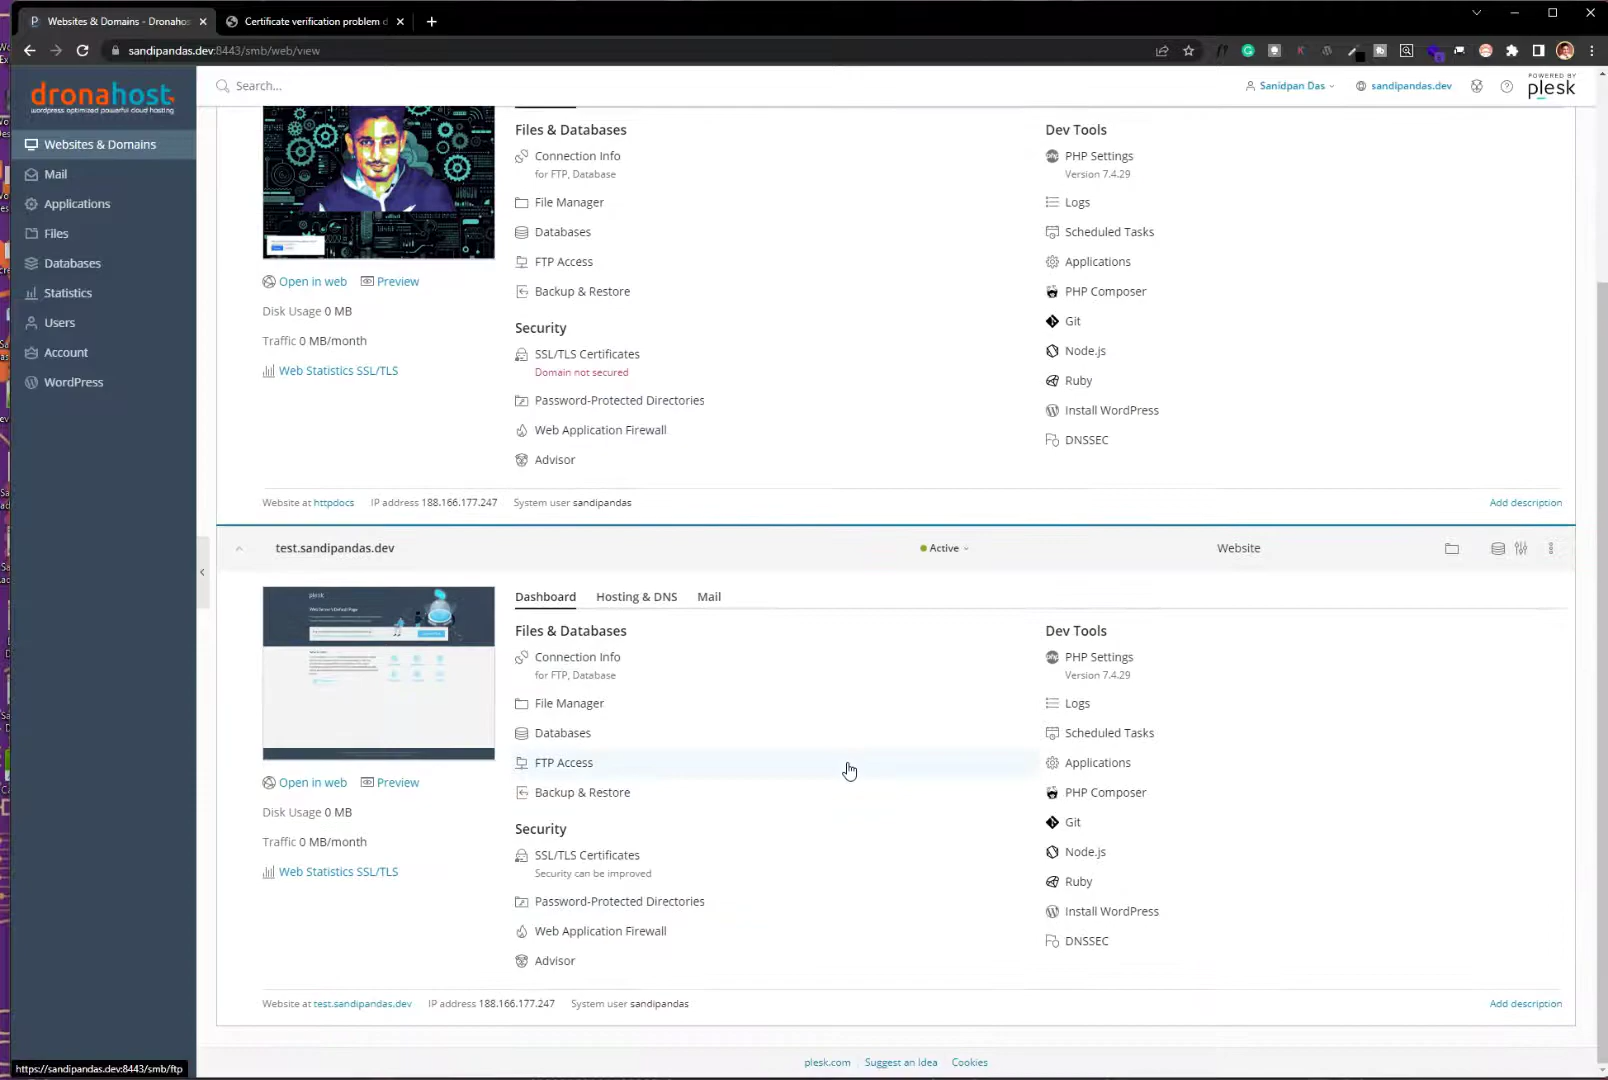 Websites & Domains - Dronahos
Certificate verification problem d
sandipandas.dev:8443/smb/web/view
dronahost
wordpress optimized powerful cloud hosting
Search...
Sanidpan Das
sandipandas.dev
POWERED BY
plesk
Websites & Domains
Mail
Applications
Files
Databases
Statistics
Users
Account
WordPress
Open in web
Preview
Disk Usage 0 MB
Traffic 0 MB/month
Web Statistics SSL/TLS
Files & Databases
Connection Info
for FTP, Database
File Manager
Databases
FTP Access
Backup & Restore
Security
SSL/TLS Certificates
Domain not secured
Password-Protected Directories
Web Application Firewall
Advisor
Dev Tools
PHP Settings
Version 7.4.29
Logs
Scheduled Tasks
Applications
PHP Composer
Git
Node.js
Ruby
Install WordPress
DNSSEC
Website at httpdocs IP address 188.166.177.247 System user sandipandas
Add description
test.sandipandas.dev
Active
Website
plesk
Open in web
Preview
Disk Usage 0 MB
Traffic 0 MB/month
Web Statistics SSL/TLS
Dashboard
Hosting & DNS
Mail
Files & Databases
Connection Info
for FTP, Database
File Manager
Databases
FTP Access
Backup & Restore
Security
SSL/TLS Certificates
Security can be improved
Password-Protected Directories
Web Application Firewall
Advisor
Dev Tools
PHP Settings
Version 7.4.29
Logs
Scheduled Tasks
Applications
PHP Composer
Git
Node.js
Ruby
Install WordPress
DNSSEC
Website at test.sandipandas.dev IP address 188.166.177.247 System user sandipandas
Add description
plesk.com
Suggest an Idea
Cookies
https://sandipandas.dev:8443/smb/ftp